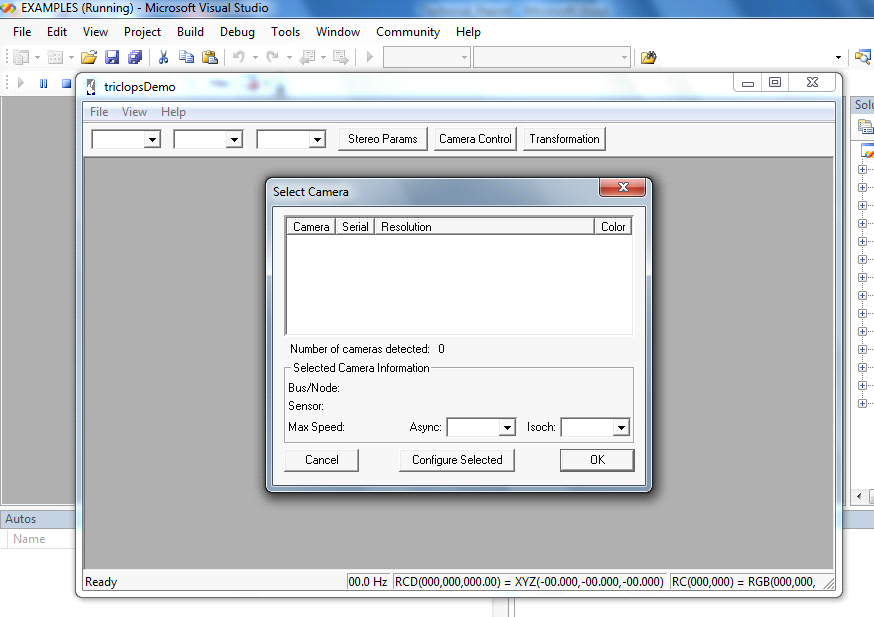 EXAMPLES (Running) - Microsoft Visual Studio
File Edit View Project Build Debug Tools Window Community Help
triclopsDemo
File View Help
Stereo Params Camera Control Transformation
Solu
Select Camera
Camera Serial Resolution Color
Number of cameras detected: 0
Selected Camera Information
Bus/Node:
Sensor:
Max Speed: Async: Isoch:
Cancel Configure Selected OK
Autos
Name
Ready 00.0 Hz RCD(000,000,000.00) = XYZ(-00.000,-00.000,-00.000) RC(000,000) = RGB(000,000,